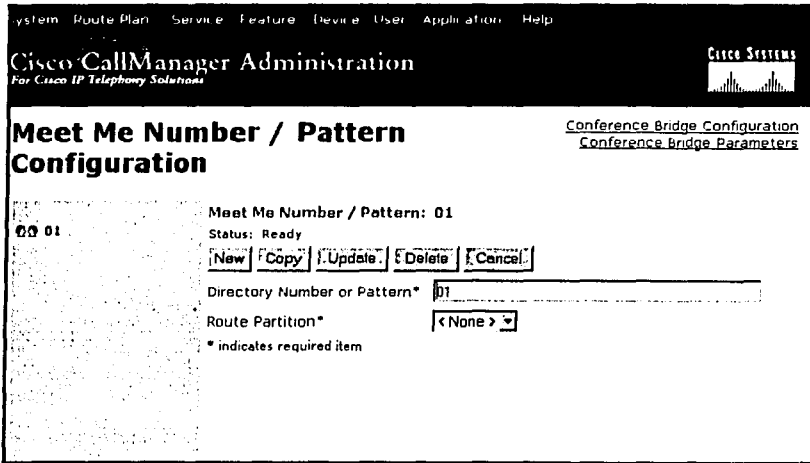 ystem Route Plan Service Feature Device User Application Help
Cisco CallManager Administration
For Cisco IP Telephony Solutions
CISCO SYSTEMS
Meet Me Number / Pattern
Configuration
Conference Bridge Configuration
Conference Bridge Parameters
01
Meet Me Number / Pattern: 01
Status: Ready
New Copy Update Delete Cancel
Directory Number or Pattern* 01
Route Partition* < None >
* indicates required item